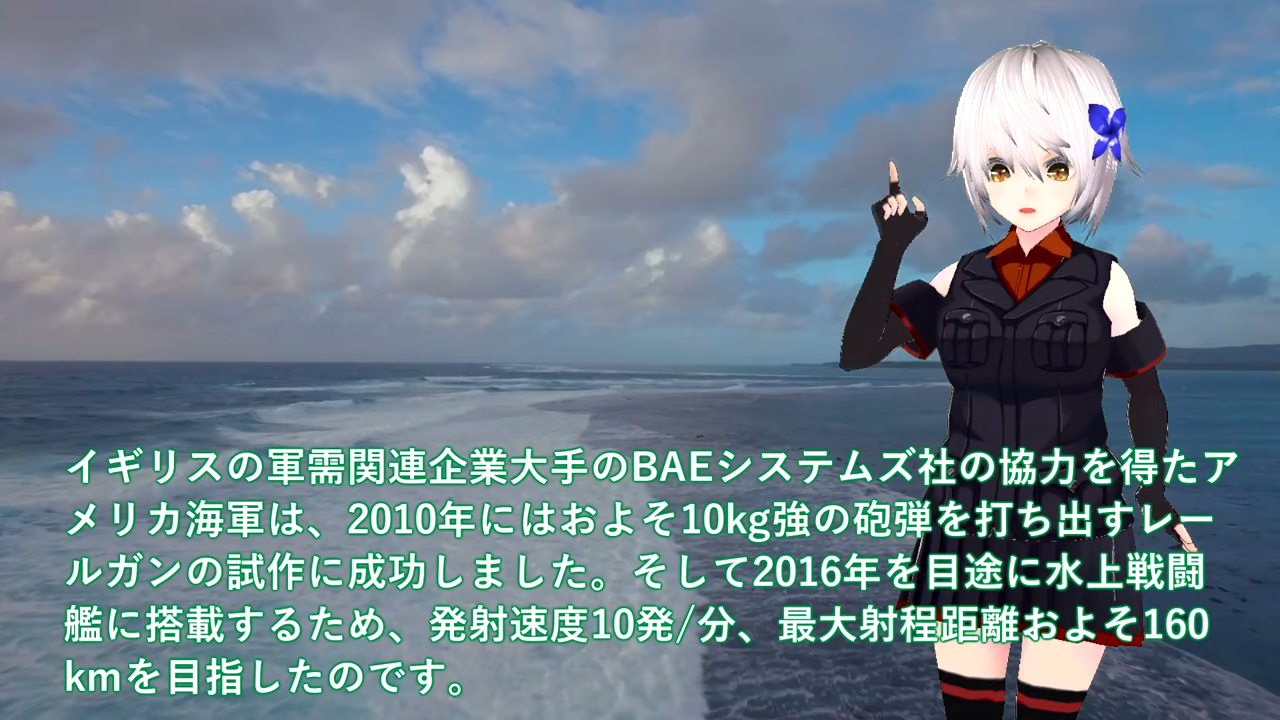 イギリスの軍需関連企業大手のBAEシステムズ社の協力を得たア
メリカ海軍は、2010年にはおよそ10kg強の砲弾を打ち出すレー
ルガンの試作に成功しました。そして2016年を目途に水上戦闘
艦に搭載するため、発射速度10発/分、最大射程距離およそ160
kmを目指したのです。